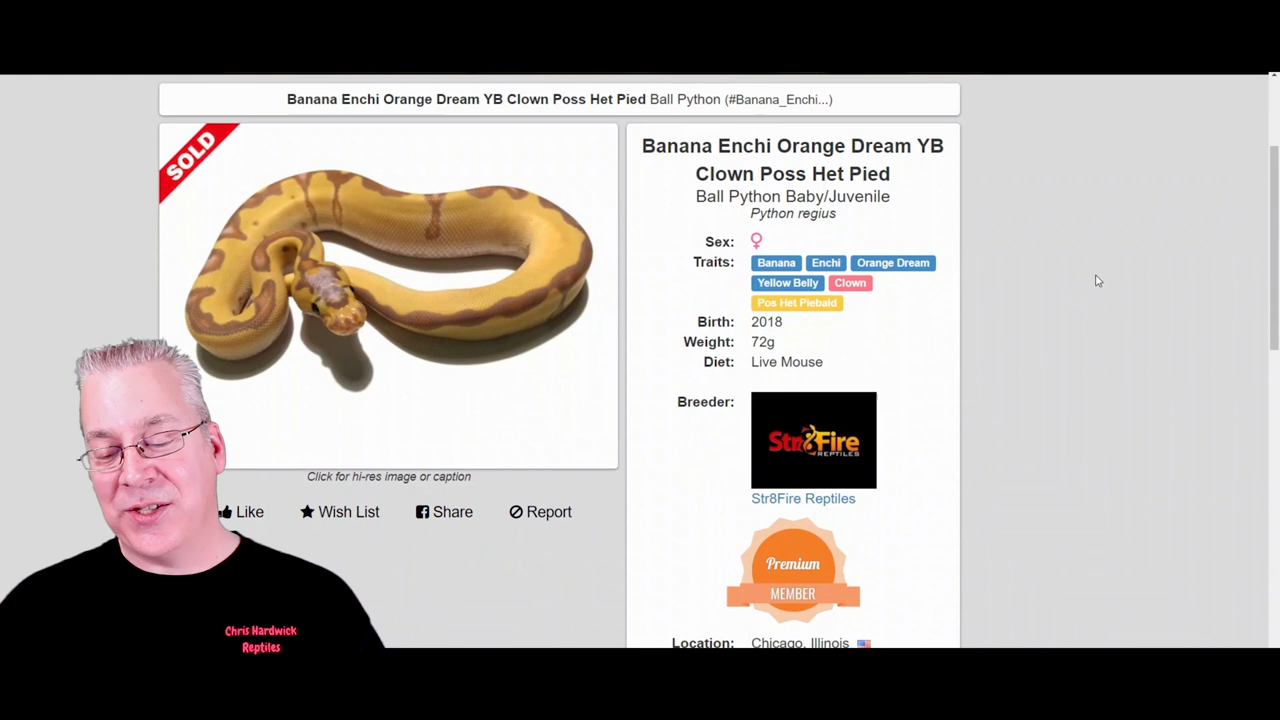 Banana Enchi Orange Dream YB Clown Poss Het Pied Ball Python (#Banana_Enchi...)
SOLD
Click for hi-res image or caption
Like Wish List Share Report
Banana Enchi Orange Dream YB
Clown Poss Het Pied
Ball Python Baby/Juvenile
Python regius
Sex: ♀
Traits: Banana Enchi Orange Dream
Yellow Belly Clown
Pos Het Piebald
Birth: 2018
Weight: 72g
Diet: Live Mouse
Breeder:
Str8Fire
REPTILES
Str8Fire Reptiles
Premium
MEMBER
Location: Chicago, Illinois
Chris Hardwick
Reptiles